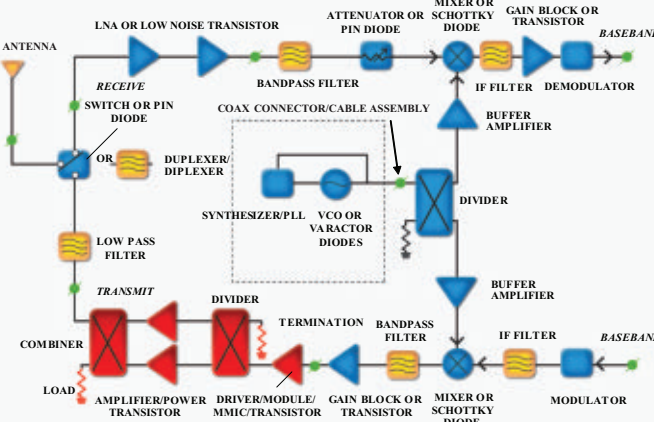 MIXER OR
SCHOTTKY
DIODE
GAIN BLOCK OR
TRANSISTOR
ATTENUATOR OR
PIN DIODE
LNA OR LOW NOISE TRANSISTOR
BASEBAND
ANTENNA
RECEIVE
BANDPASS FILTER
IF FILTER
DEMODULATOR
SWITCH OR PIN
DIODE
COAX CONNECTOR/CABLE ASSEMBLY
BUFFER
AMPLIFIER
OR
DUPLEXER/
DIPLEXER
SYNTHESIZER/PLL
VCO OR
VARACTOR
DIODES
DIVIDER
LOW PASS
FILTER
TRANSMIT
DIVIDER
BUFFER
AMPLIFIER
TERMINATION
BANDPASS
FILTER
IF FILTER
BASEBAND
COMBINER
LOAD
AMPLIFIER/POWER
TRANSISTOR
DRIVER/MODULE/
MMIC/TRANSISTOR
GAIN BLOCK OR
TRANSISTOR
MIXER OR
SCHOTTKY
DIODE
MODULATOR